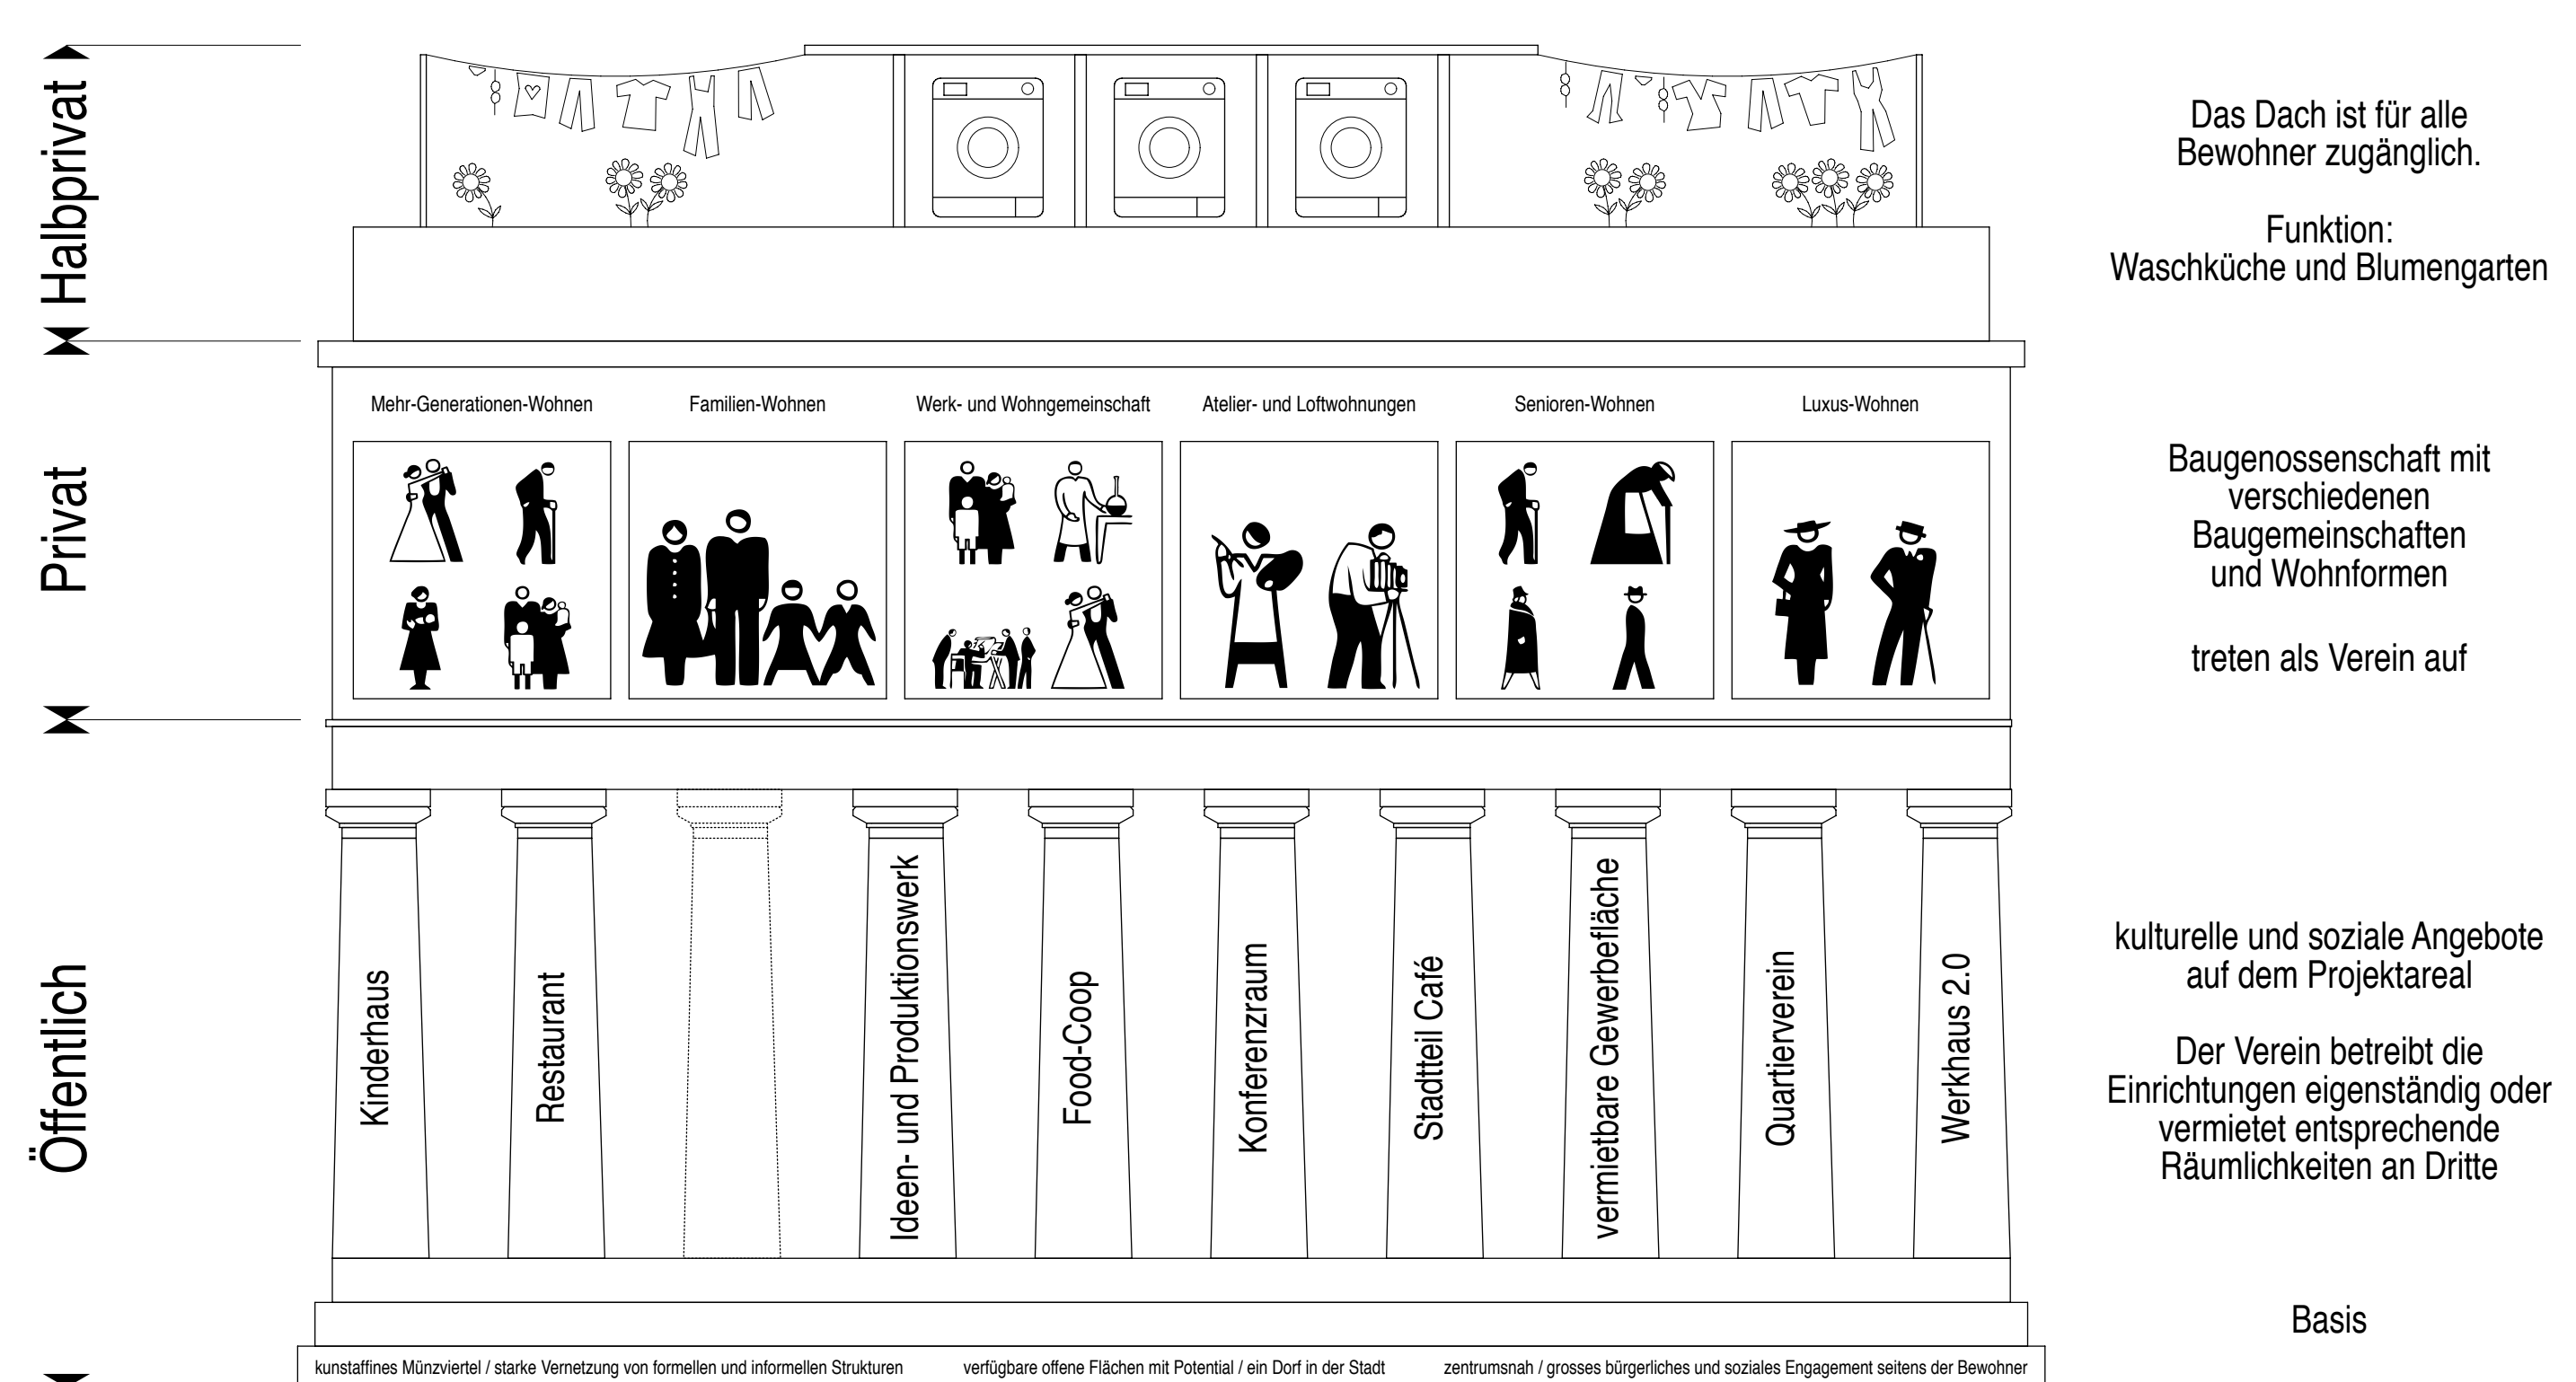 Halbprivat
Das Dach ist für alle
Bewohner zugänglich.
Funktion:
Waschküche und Blumengarten
Privat
Mehr-Generationen-Wohnen
Familien-Wohnen
Werk- und Wohngemeinschaft
Atelier- und Loftwohnungen
Senioren-Wohnen
Luxus-Wohnen
Baugenossenschaft mit
verschiedenen
Baugemeinschaften
und Wohnformen
treten als Verein auf
Öffentlich
Kinderhaus
Restaurant
Ideen- und Produktionswerk
Food-Coop
Konferenzraum
Stadtteil Café
vermietbare Gewerbefläche
Quartierverein
Werkhaus 2.0
kulturelle und soziale Angebote
auf dem Projektareal
Der Verein betreibt die
Einrichtungen eigenständig oder
vermietet entsprechende
Räumlichkeiten an Dritte
Basis
kunstaffines Münzviertel / starke Vernetzung von formellen und informellen Strukturen
verfügbare offene Flächen mit Potential / ein Dorf in der Stadt
zentrumsnah / grosses bürgerliches und soziales Engagement seitens der Bewohner